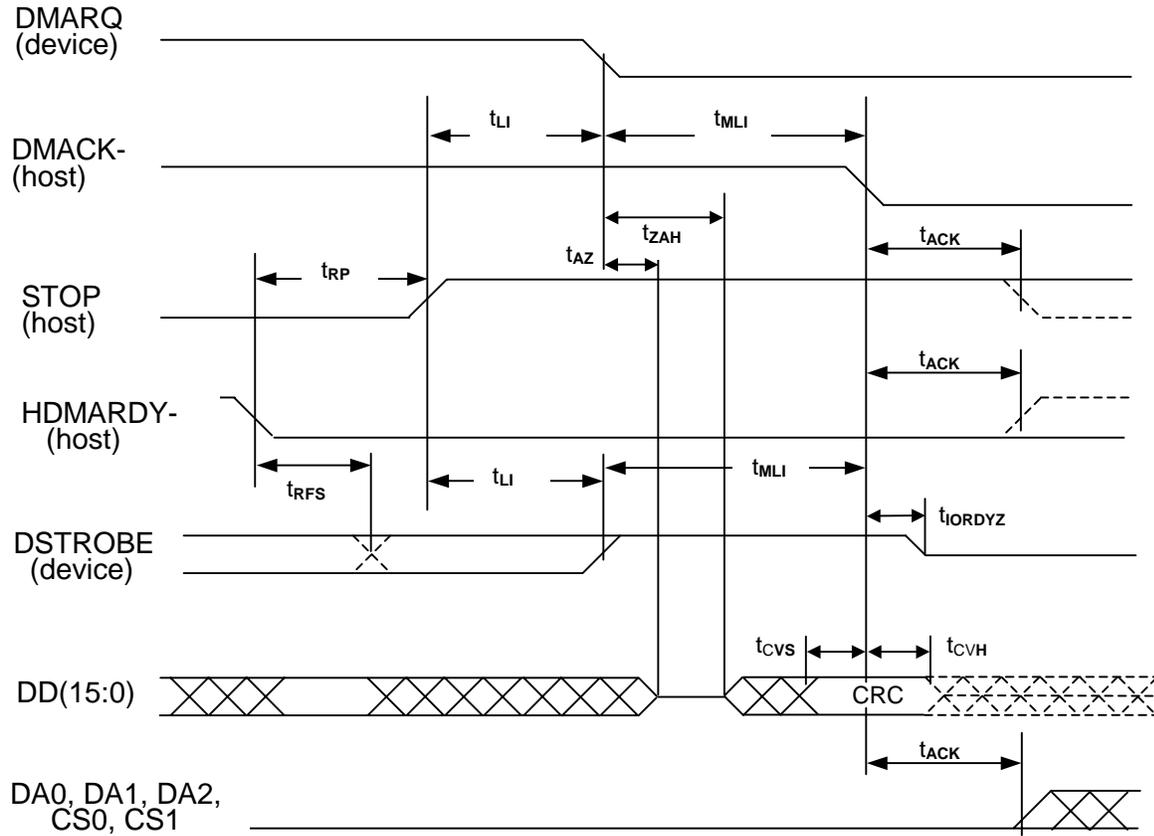 DMARQ
(device)
tLI
tMLI
DMACK-
(host)
tZAH
tACK
tAZ
tRP
STOP
(host)
tACK
HDMARDY-
(host)
tLI
tMLI
tRFS
tIORDYZ
DSTROBE
(device)
tCVS
tCVH
DD(15:0)
CRC
tACK
DA0, DA1, DA2,
CS0, CS1